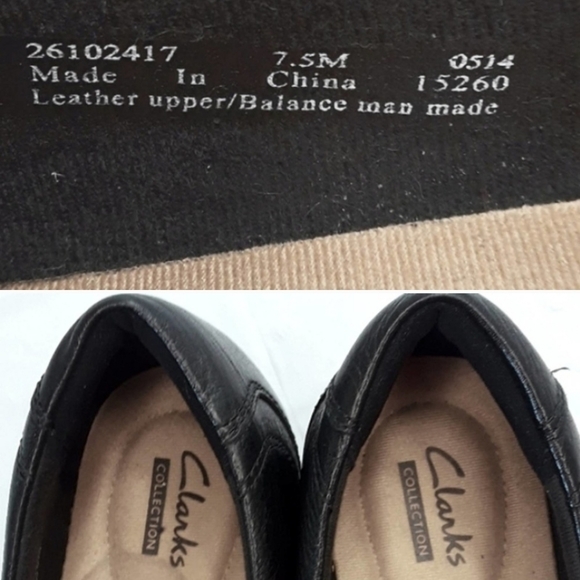 26102417 7.5M 0514
Made In China 15260
Leather upper/Balance man made
Clarks
COLLECTION
Clarks
COLLECTION